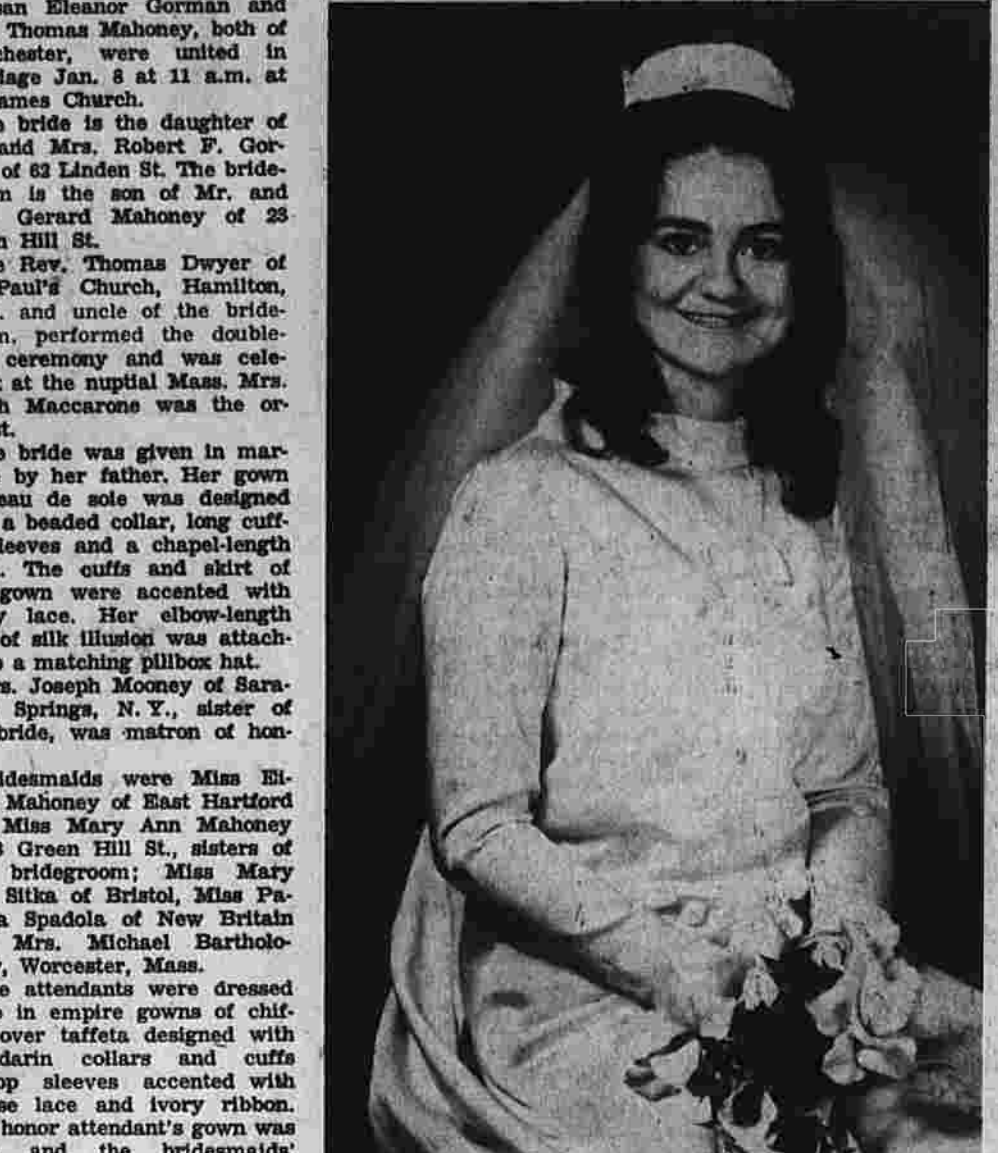 san Eleanor Gorman and
Thomas Mahoney, both of
chester, were united in
iage Jan. 8 at 11 a.m. at
ames Church.
e bride is the daughter of
and Mrs. Robert F. Gor-
of 62 Linden St. The bride-
m is the son of Mr. and
Gerard Mahoney of 23
n Hill St.
e Rev. Thomas Dwyer of
Paul's Church, Hamilton,
. and uncle of the bride-
m, performed the double-
ceremony and was cele-
t at the nuptial Mass. Mrs.
h Maccarone was the or-
st.
e bride was given in mar-
e by her father. Her gown
eau de soie was designed
a beaded collar, long cuff-
leeves and a chapel-length
. The cuffs and skirt of
gown were accented with
y lace. Her elbow-length
of silk illusion was attach-
o a matching pillbox hat.
rs. Joseph Mooney of Sara-
Springs, N.Y., sister of
bride, was matron of hon-
idesmaids were Miss Ei-
Mahoney of East Hartford
Miss Mary Ann Mahoney
3 Green Hill St., sisters of
bridegroom; Miss Mary
Sitka of Bristol, Miss Pa-
a Spadola of New Britain
Mrs. Michael Bartholo-
, Worcester, Mass.
e attendants were dressed
e in empire gowns of chif-
over taffeta designed with
darin collars and cuffs
op sleeves accented with
se lace and ivory ribbon.
honor attendant's gown was
and the bridesmaids'